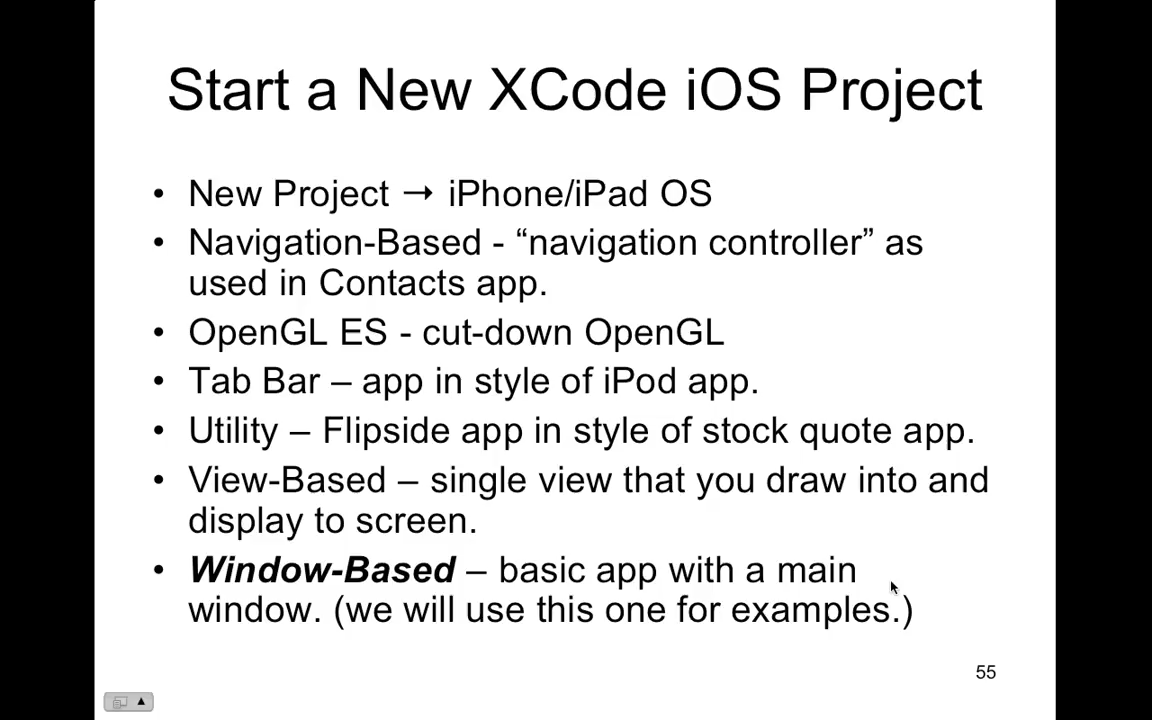 Start a New XCode iOS Project
• New Project → iPhone/iPad OS
• Navigation-Based - “navigation controller” as
used in Contacts app.
• OpenGL ES - cut-down OpenGL
• Tab Bar – app in style of iPod app.
• Utility – Flipside app in style of stock quote app.
• View-Based – single view that you draw into and
display to screen.
• Window-Based – basic app with a main
window. (we will use this one for examples.)
55